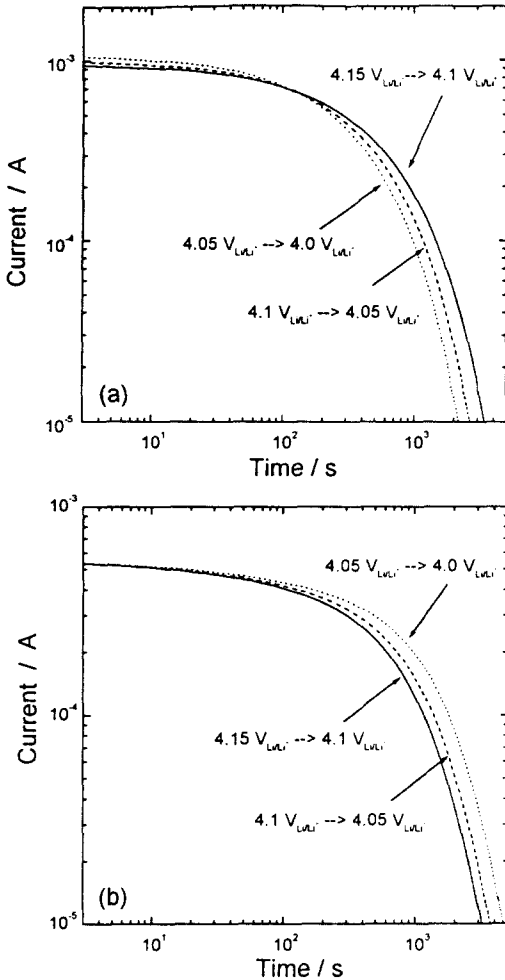 10⁻³
4.15 V_Li/Li⁺ --> 4.1 V_Li/Li⁺
Current / A
10⁻⁴
4.05 V_Li/Li⁺ --> 4.0 V_Li/Li⁺
4.1 V_Li/Li⁺ --> 4.05 V_Li/Li⁺
(a)
10⁻⁵
10¹ 10² 10³
Time / s
10⁻³
4.05 V_Li/Li⁺ --> 4.0 V_Li/Li⁺
Current / A
10⁻⁴
4.15 V_Li/Li⁺ --> 4.1 V_Li/Li⁺
4.1 V_Li/Li⁺ --> 4.05 V_Li/Li⁺
(b)
10⁻⁵
10¹ 10² 10³
Time / s